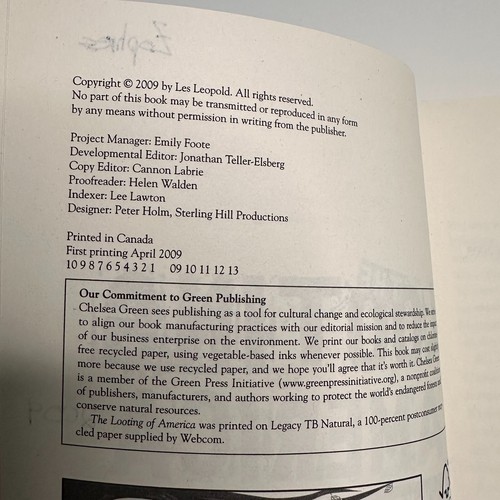 Copyright © 2009 by Les Leopold. All rights reserved.
No part of this book may be transmitted or reproduced in any form
by any means without permission in writing from the publisher.
Project Manager: Emily Foote
Developmental Editor: Jonathan Teller-Elsberg
Copy Editor: Cannon Labrie
Proofreader: Helen Walden
Indexer: Lee Lawton
Designer: Peter Holm, Sterling Hill Productions
Printed in Canada
First printing April 2009
10 9 8 7 6 5 4 3 2 1 09 10 11 12 13
Our Commitment to Green Publishing
Chelsea Green sees publishing as a tool for cultural change and ecological stewardship. We
to align our book manufacturing practices with our editorial mission and to reduce the
of our business enterprise on the environment. We print our books and catalogs on
free recycled paper, using vegetable-based inks whenever possible. This book may cost
more because we use recycled paper, and we hope you'll agree that it's worth it. Chelsea
is a member of the Green Press Initiative (www.greenpressinitiative.org), a nonprofit
of publishers, manufacturers, and authors working to protect the world's endangered forests
conserve natural resources.
The Looting of America was printed on Legacy TB Natural, a 100-percent postconsumer
cled paper supplied by Webcom.